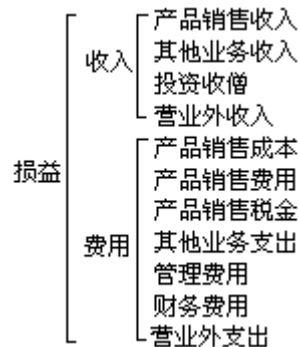 损益
收入
产品销售收入
其他业务收入
投资收僧
营业外收入
费用
产品销售成本
产品销售费用
产品销售税金
其他业务支出
管理费用
财务费用
营业外支出